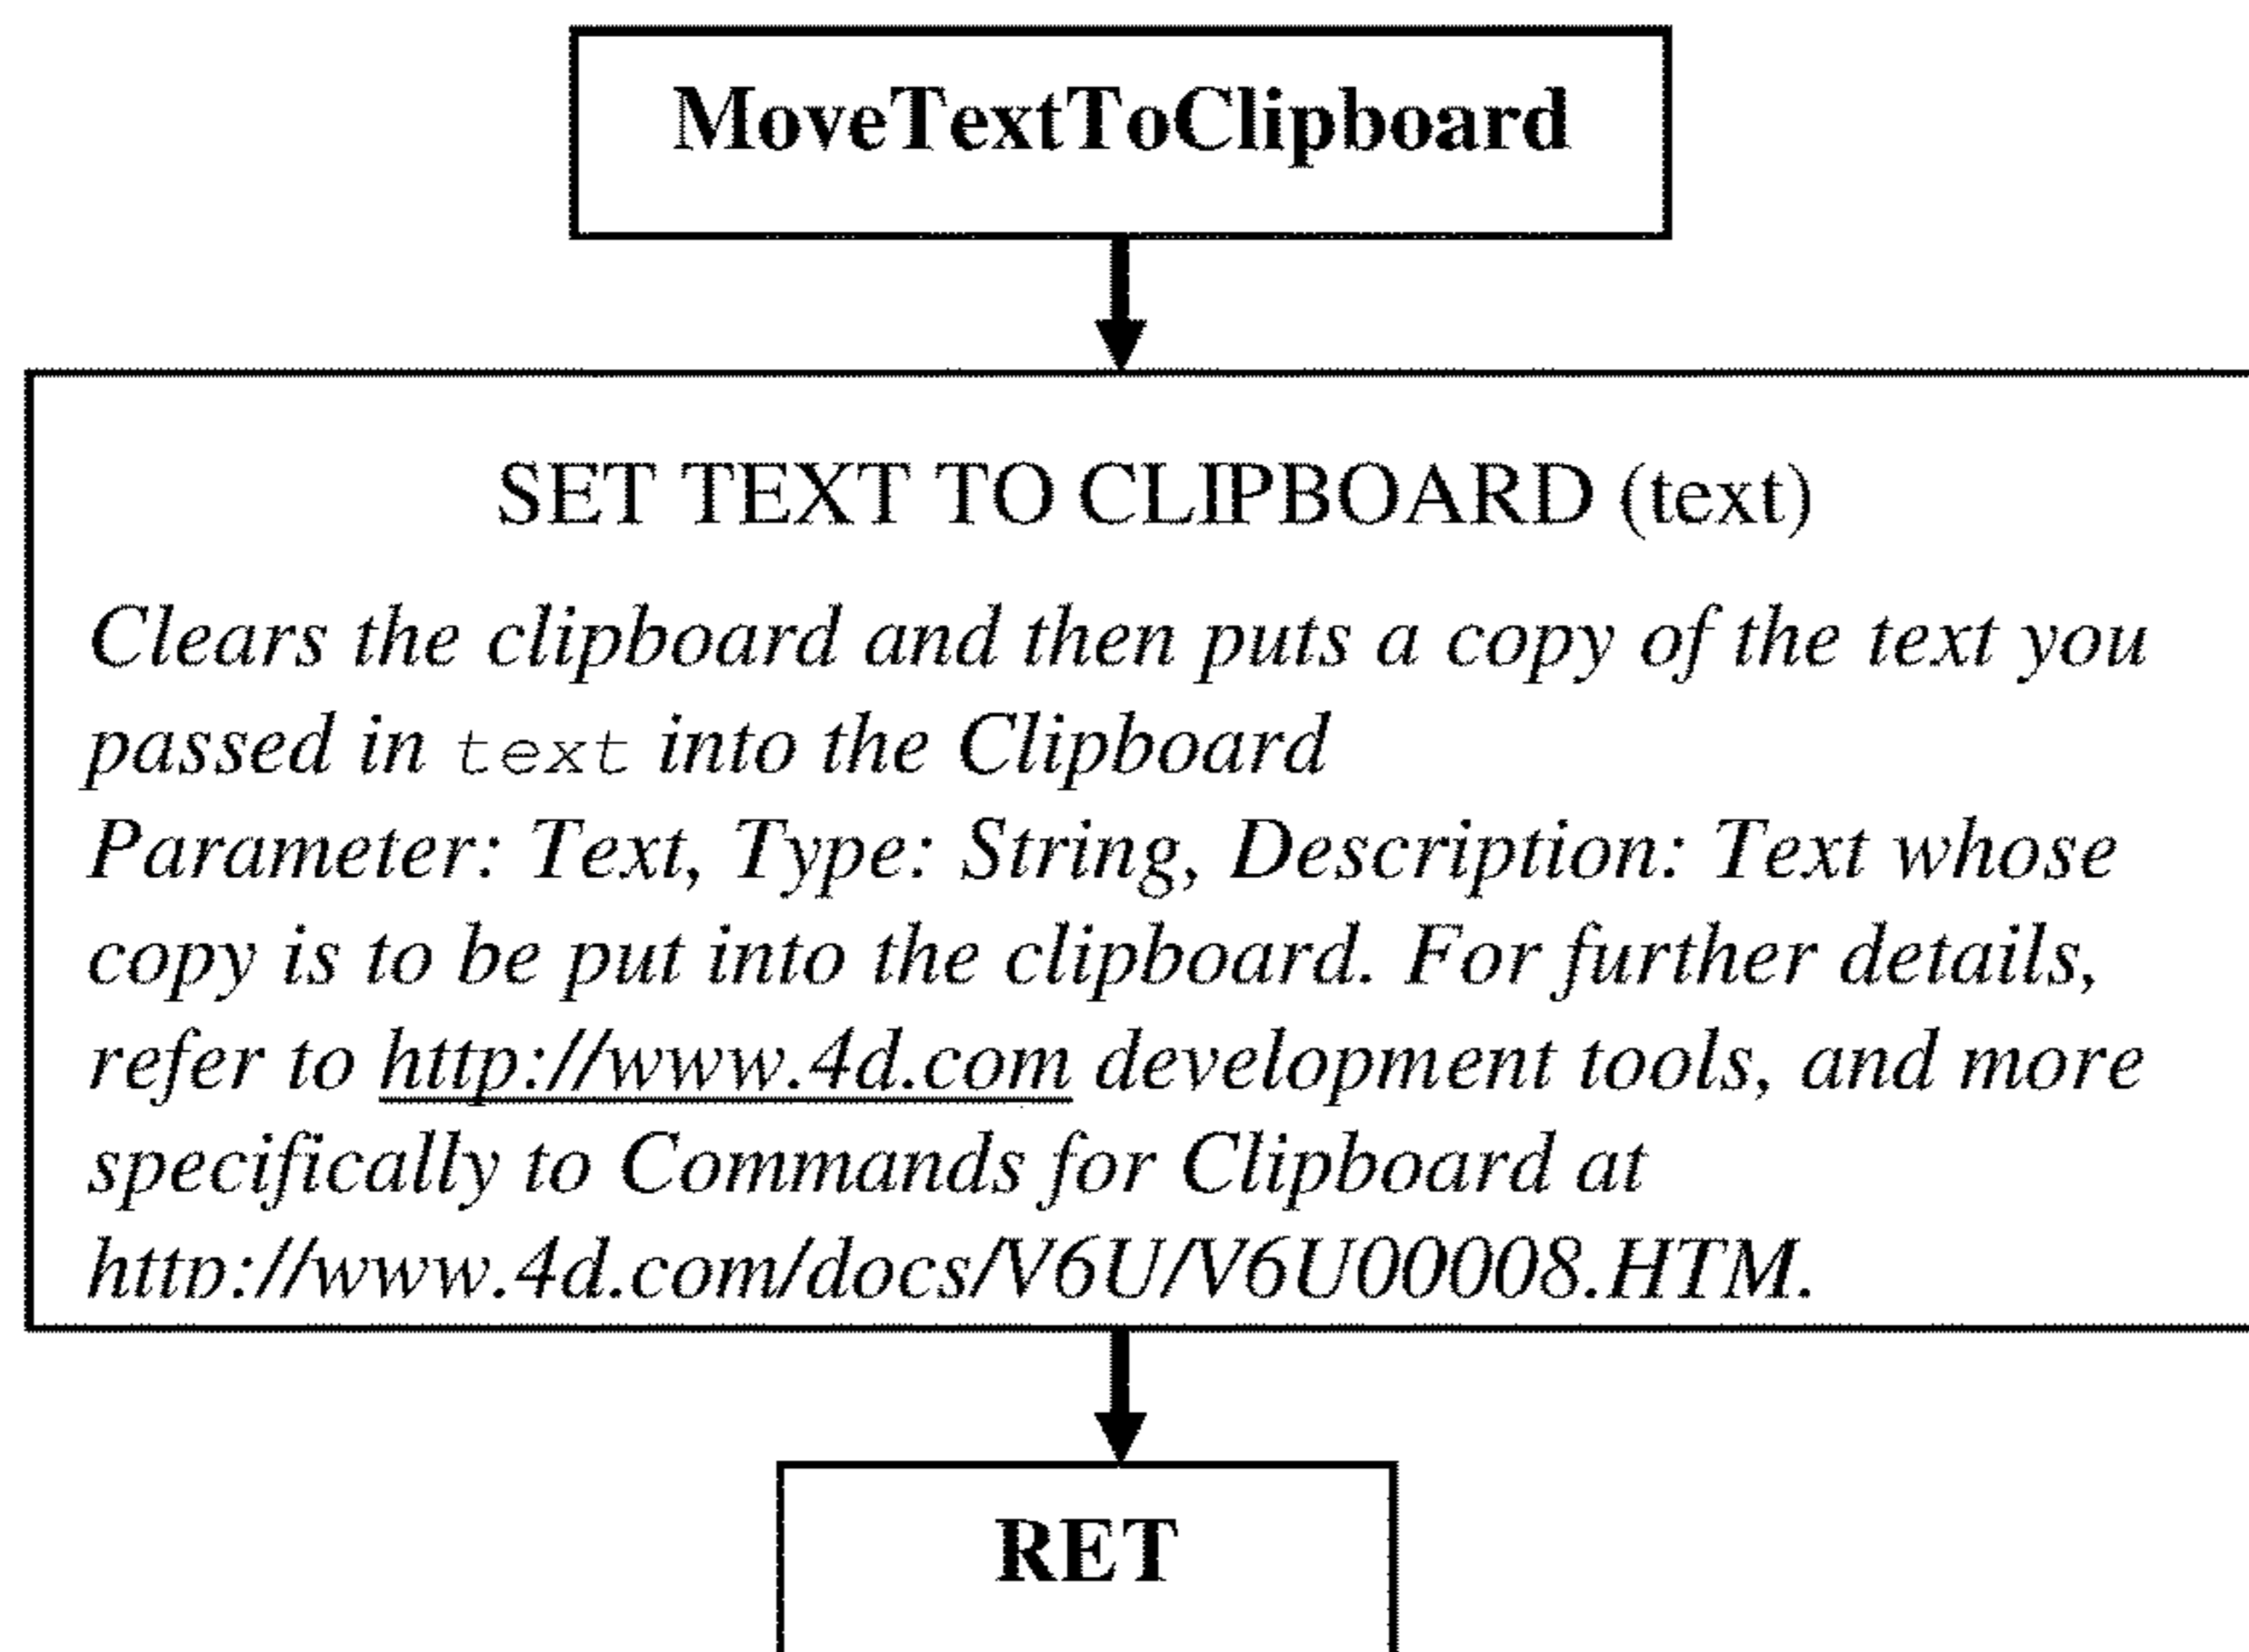 MoveTextToClipboard
SET TEXT TO CLIPBOARD (text)
Clears the clipboard and then puts a copy of the text you
passed in text into the Clipboard
Parameter: Text, Type: String, Description: Text whose
copy is to be put into the clipboard. For further details,
refer to http://www.4d.com development tools, and more
specifically to Commands for Clipboard at
http://www.4d.com/docs/V6U/V6U00008.HTM.
RET